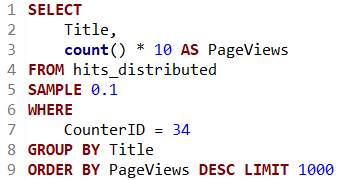 1 SELECT
2     Title,
3     count() * 10 AS PageViews
4 FROM hits_distributed
5 SAMPLE 0.1
6 WHERE
7     CounterID = 34
8 GROUP BY Title
9 ORDER BY PageViews DESC LIMIT 1000